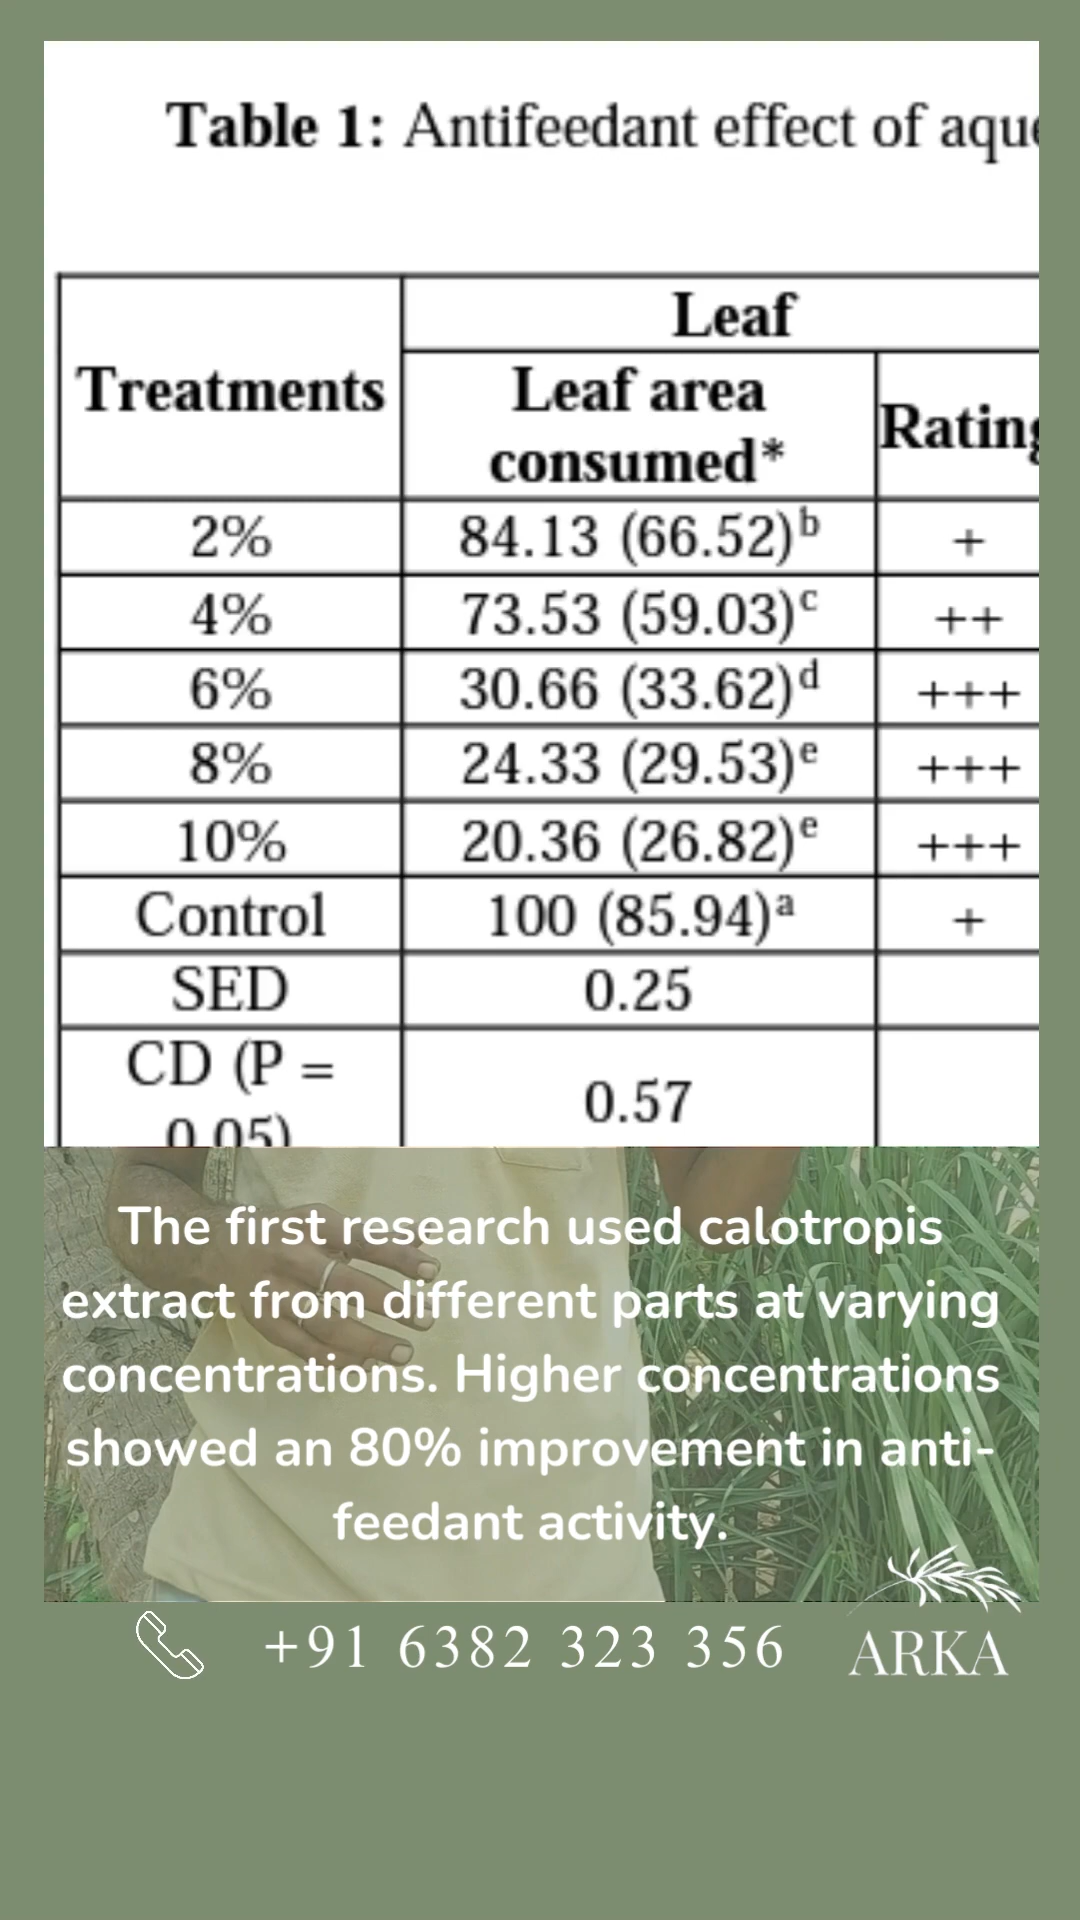 Table 1: Antifeedant effect of
Leaf
Treatments
Leaf area
consumed*
Rating
2% 84.13 (66.52)ᵇ +
4% 73.53 (59.03)ᶜ ++
6% 30.66 (33.62)ᵈ +++
8% 24.33 (29.53)ᵉ +++
10% 20.36 (26.82)ᵉ +++
Control 100 (85.94)ᵃ +
SED 0.25
CD (P =
0.05)
0.57
The first research used calotropis
extract from different parts at varying
concentrations. Higher concentrations
showed an 80% improvement in anti-
feedant activity.
+91 6382 323 356
ARKA